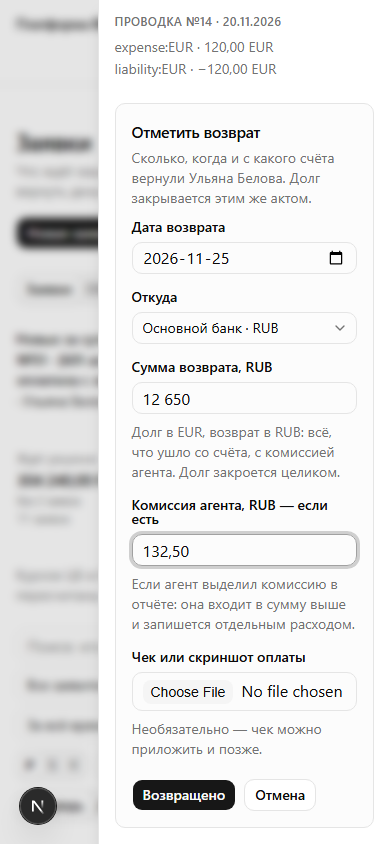 ПРОВОДКА №14 · 20.11.2026
expense:EUR · 120,00 EUR
liability:EUR · −120,00 EUR
Отметить возврат
Сколько, когда и с какого счёта
вернули Ульяна Белова. Долг
закрывается этим же актом.
Дата возврата
2026-11-25
Откуда
Основной банк · RUB
Сумма возврата, RUB
12 650
Долг в EUR, возврат в RUB: всё,
что ушло со счёта, с комиссией
агента. Долг закроется целиком.
Комиссия агента, RUB — если
есть
132,50
Если агент выделил комиссию в
отчёте: она входит в сумму выше
и запишется отдельным расходом.
Чек или скриншот оплаты
Choose File No file chosen
Необязательно — чек можно
приложить и позже.
Возвращено Отмена
N